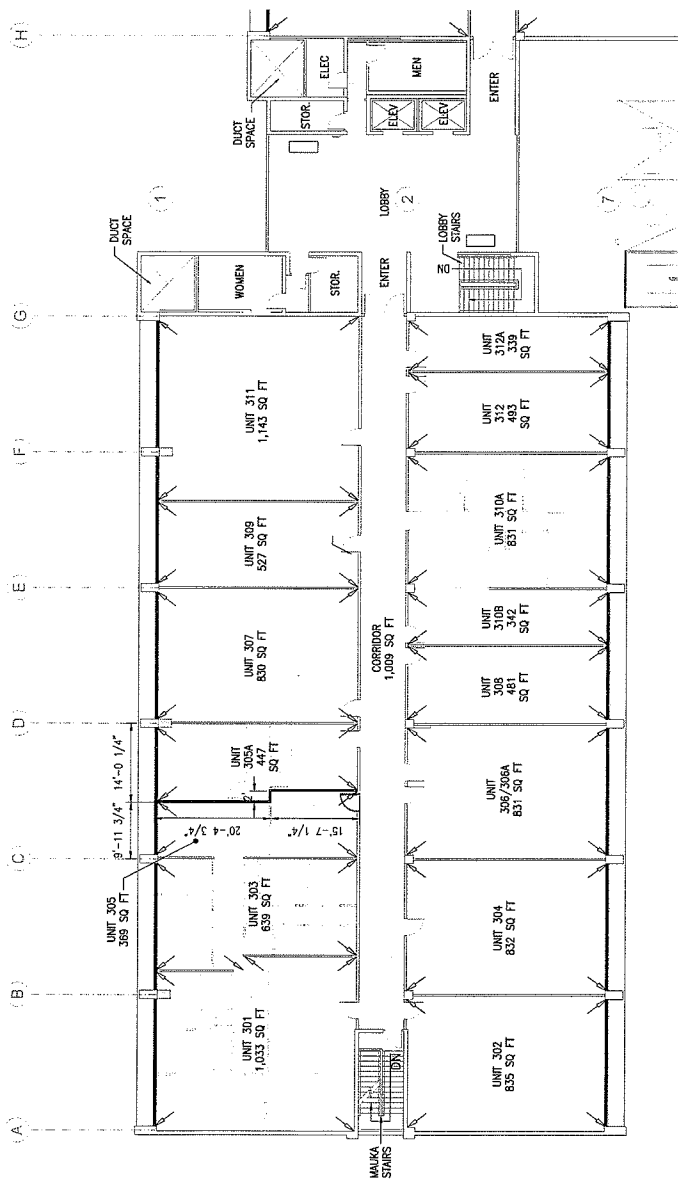 H
DUCT
SPACE
ELEC
STOR.
MEN
ELEV
ELEV
ENTER
1
2
7
LOBBY
LOBBY
STAIRS
DN
DUCT
SPACE
WOMEN
STOR.
ENTER
G
UNIT 311
1,143 SQ FT
UNIT
312A
339
SQ FT
UNIT
312
493
SQ FT
F
UNIT 309
527 SQ FT
UNIT 310A
831 SQ FT
E
UNIT 307
830 SQ FT
CORRIDOR
1,009 SQ FT
UNIT
310B
342
SQ FT
UNIT
308
481
SQ FT
D
14'-0 1/4"
UNIT
305A
447
SQ FT
2'
UNIT
306/306A
831 SQ FT
9'-11 3/4"
20'-4 3/4"
15'-7 1/4"
C
UNIT 305
369 SQ FT
UNIT 303
639 SQ FT
UNIT 304
832 SQ FT
B
UNIT 301
1,033 SQ FT
DN
UNIT 302
835 SQ FT
A
MAUKA
STAIRS